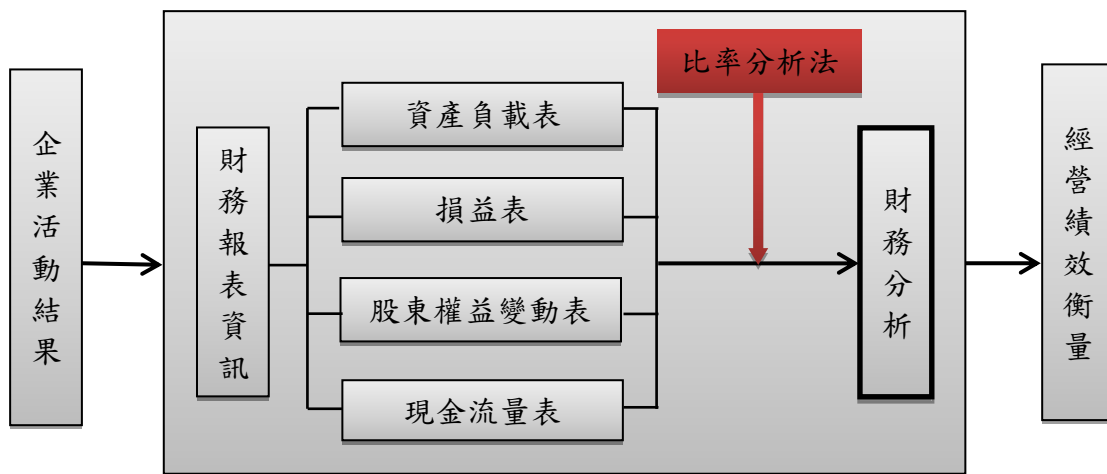 企業活動結果
財務報表資訊
資產負載表
損益表
股東權益變動表
現金流量表
比率分析法
財務分析
經營績效衡量